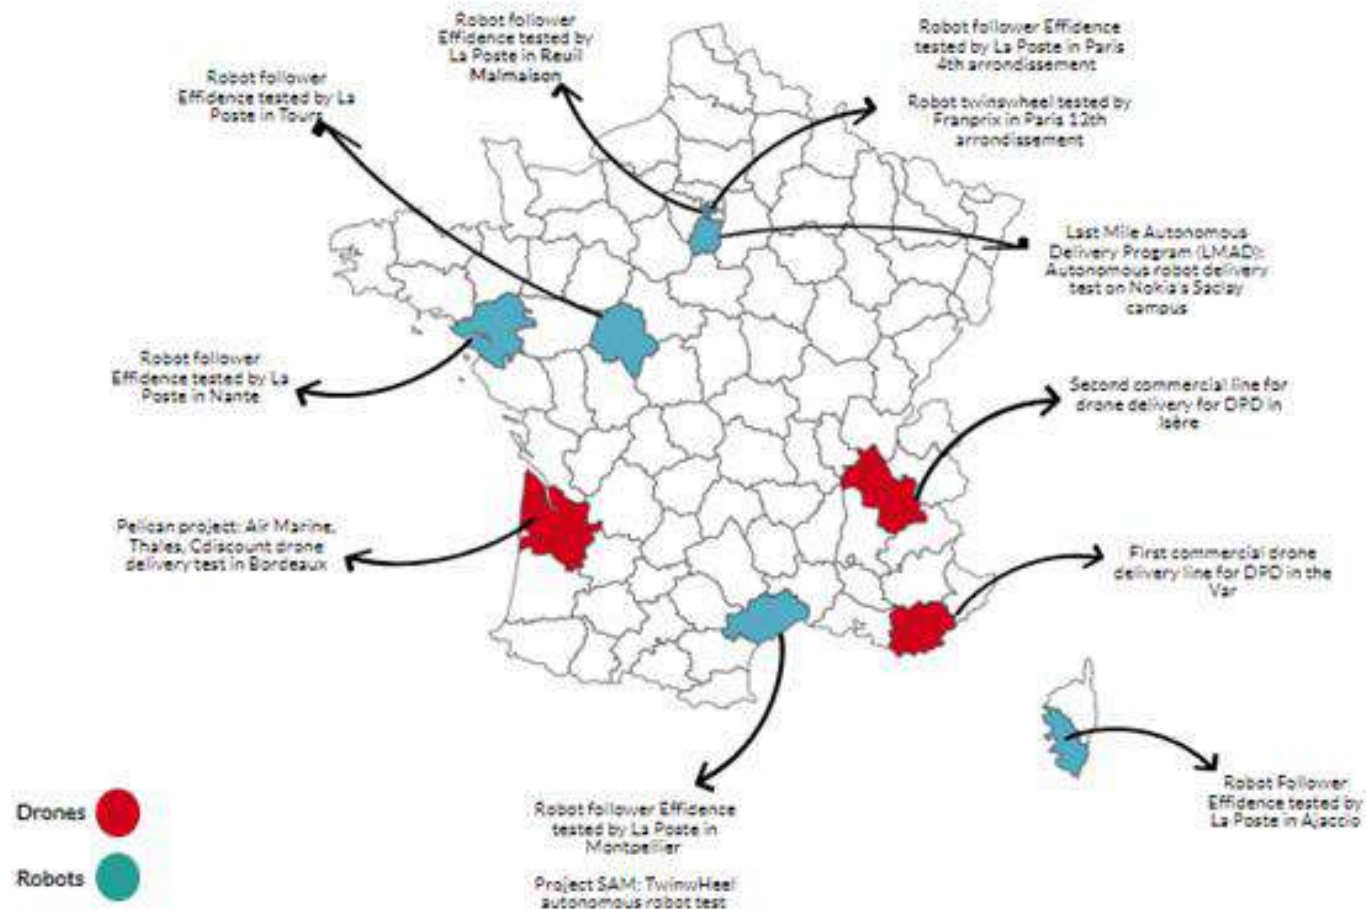 Robot follower
Effidence tested by
La Poste in Reuil
Malmaison
Robot follower Effidence
tested by La Poste in Paris
4th arrondissement
Robot twinswheel tested by
Franprix in Paris 13th
arrondissement
Robot follower
Effidence tested by La
Poste in Tours
Last Mile Autonomous
Delivery Program (LMAD):
Autonomous robot delivery
test on Nokia's Saclay
campus
Robot follower
Effidence tested by La
Poste in Nante
Second commercial line for
drone delivery for DPD in
Isère
Pelican project: Air Marine,
Thales, Cdiscount drone
delivery test in Bordeaux
First commercial drone
delivery line for DPD in the
Var
Robot Follower
Effidence tested by
La Poste in Ajaccio
Robot follower Effidence
tested by La Poste in
Montpellier
Project SAM: TwinwHeel
autonomous robot test
Drones
Robots